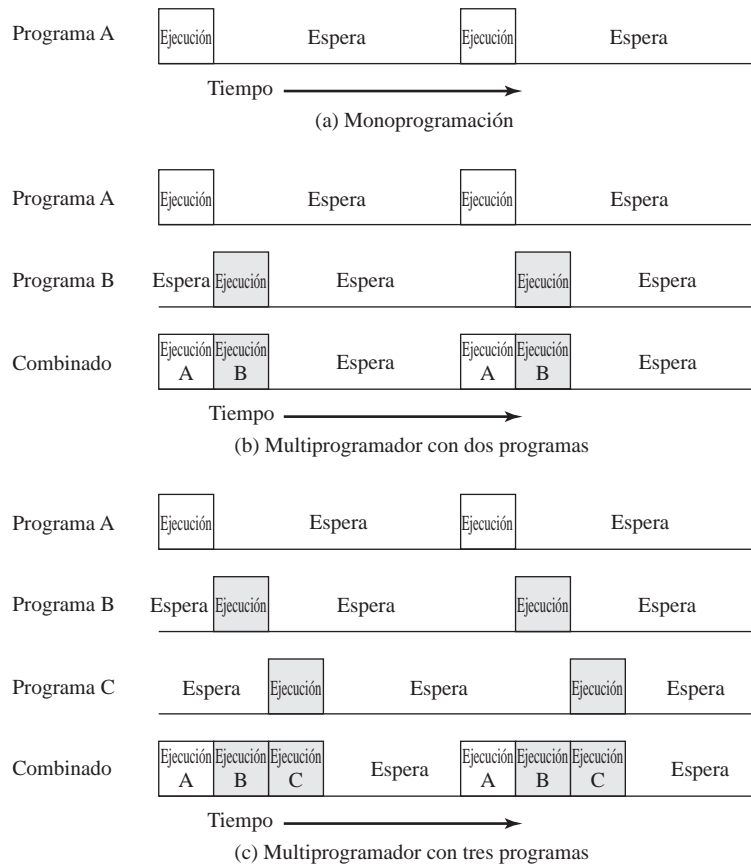 Programa A
Ejecución Espera Ejecución Espera
Tiempo
(a) Monoprogramación
Programa A
Ejecución Espera Ejecución Espera
Programa B
Espera Ejecución Espera Ejecución Espera
Combinado
Ejecución A Ejecución B Espera Ejecución A Ejecución B Espera
Tiempo
(b) Multiprogramador con dos programas
Programa A
Ejecución Espera Ejecución Espera
Programa B
Espera Ejecución Espera Ejecución Espera
Programa C
Espera Ejecución Espera Ejecución Espera
Combinado
Ejecución A Ejecución B Ejecución C Espera Ejecución A Ejecución B Ejecución C Espera
Tiempo
(c) Multiprogramador con tres programas